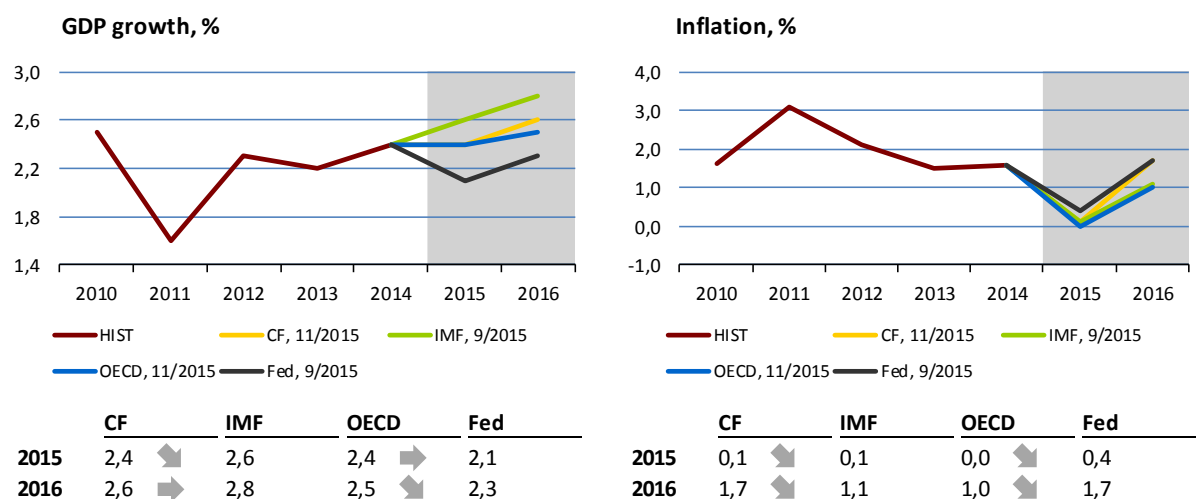 GDP growth, %
3,0
2,6
2,2
1,8
1,4
2010 2011 2012 2013 2014 2015 2016
HIST CF, 11/2015 IMF, 9/2015
OECD, 11/2015 Fed, 9/2015
CF IMF OECD Fed
2015 2,4 2,6 2,4 2,1
2016 2,6 2,8 2,5 2,3
Inflation, %
4,0
3,0
2,0
1,0
0,0
-1,0
2010 2011 2012 2013 2014 2015 2016
HIST CF, 11/2015 IMF, 9/2015
OECD, 11/2015 Fed, 9/2015
CF IMF OECD Fed
2015 0,1 0,1 0,0 0,4
2016 1,7 1,1 1,0 1,7